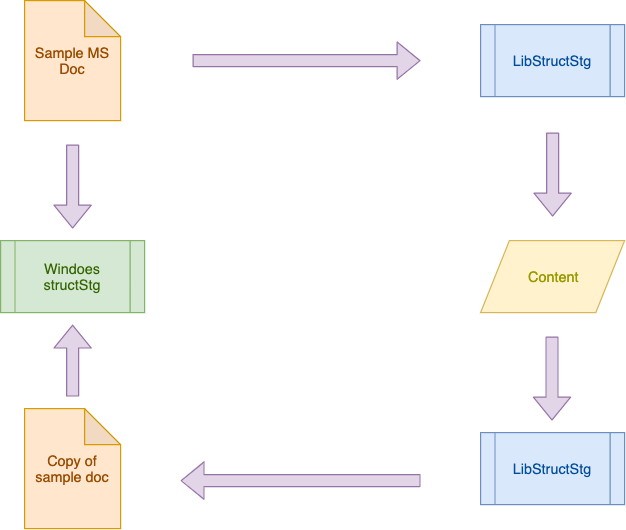 Sample MS
Doc
LibStructStg
Windoes
structStg
Content
Copy of
sample doc
LibStructStg